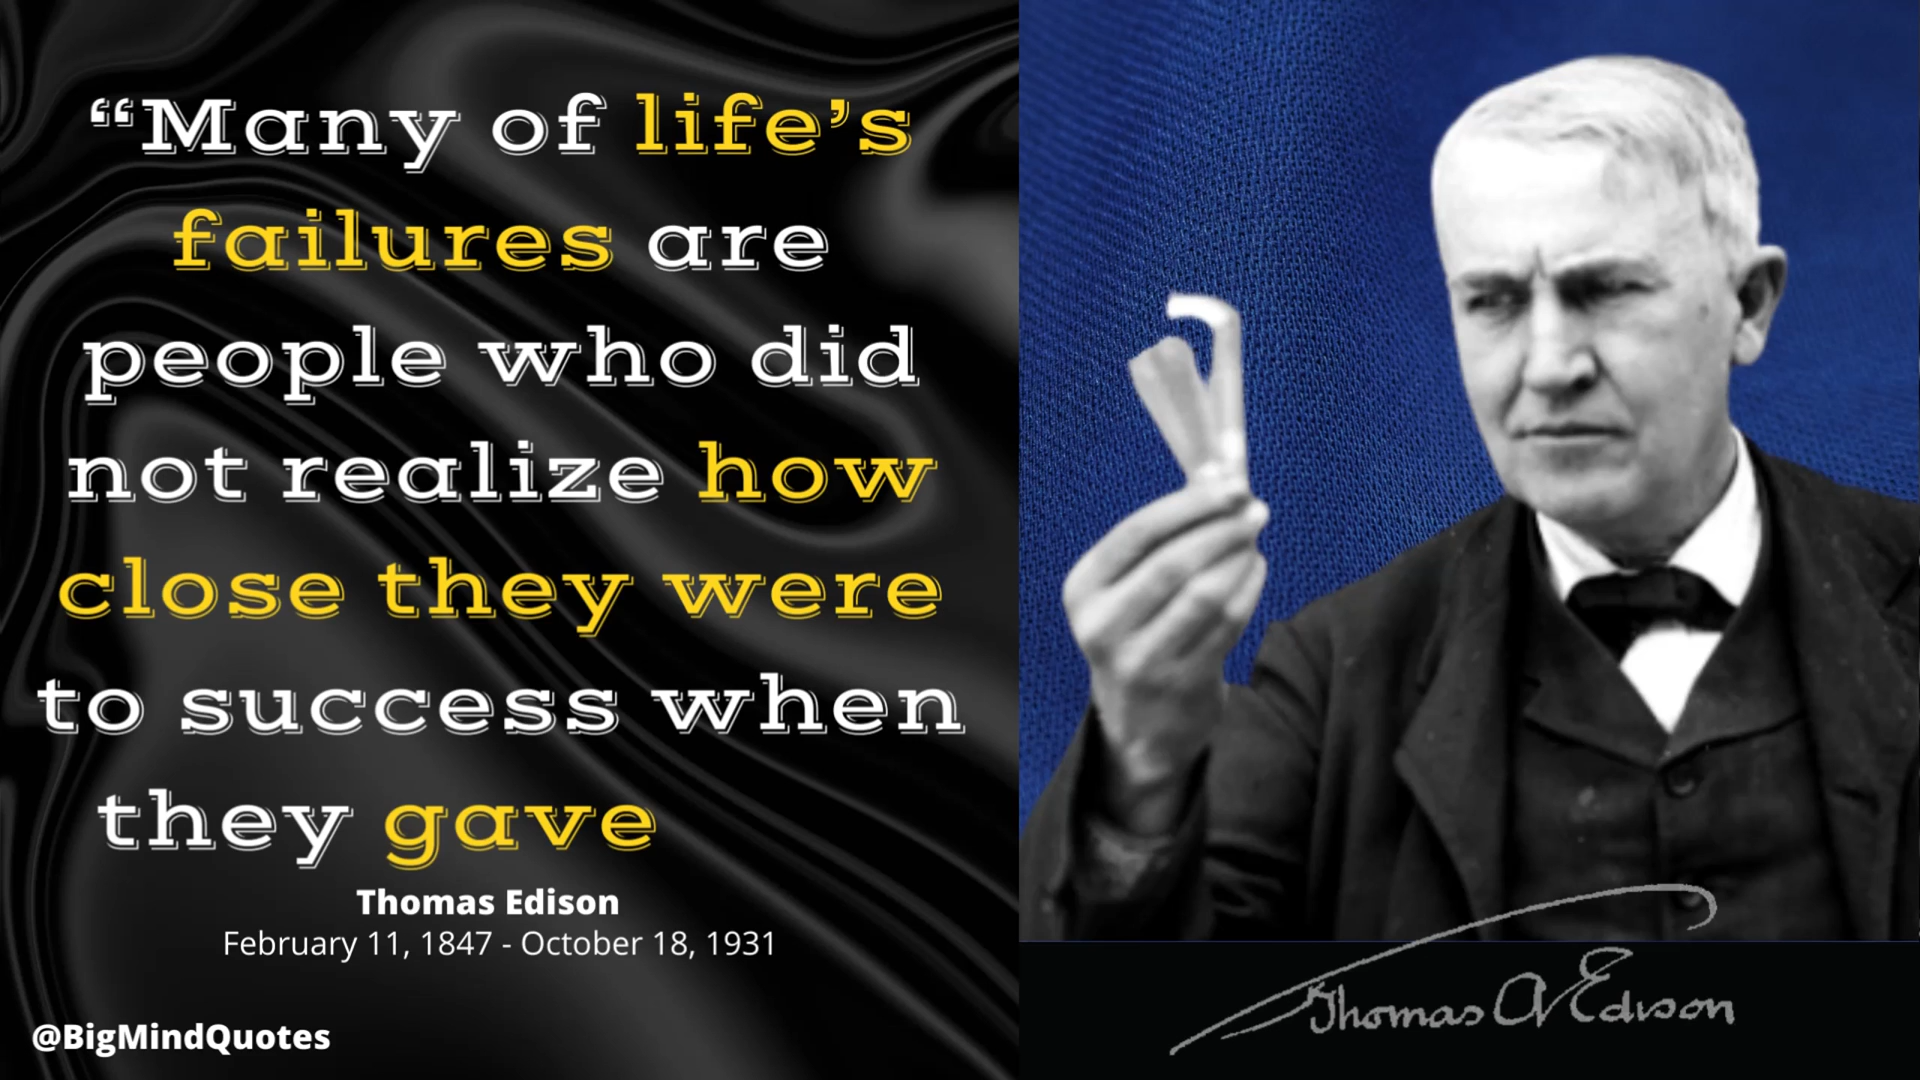 “Many of life’s
failures are
people who did
not realize how
close they were
to success when
they gave
Thomas Edison
February 11, 1847 - October 18, 1931
@BigMindQuotes
Thomas A Edison